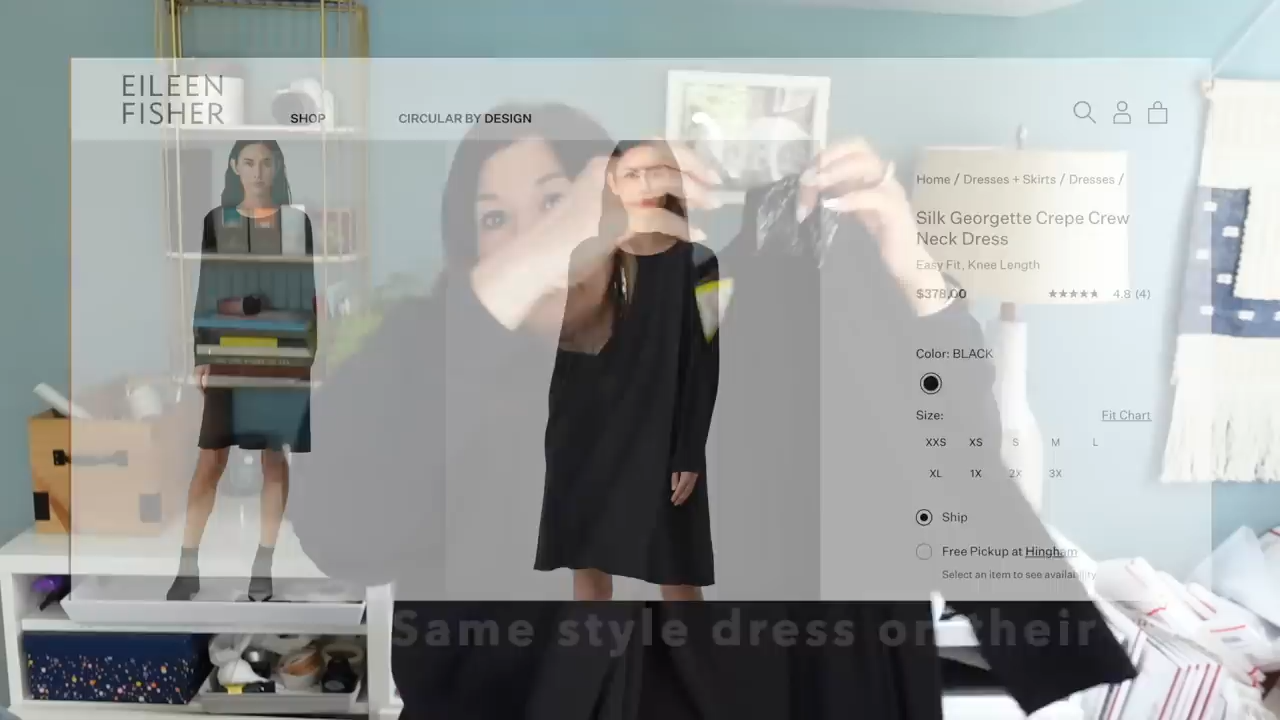 EILEEN
FISHER
SHOP
CIRCULAR BY DESIGN
Home / Dresses + Skirts / Dresses /
Silk Georgette Crepe Crew
Neck Dress
Easy Fit, Knee Length
$378.00
4.8 (4)
Color: BLACK
Size:
Fit Chart
XXS XS S M L
XL 1X 2X 3X
Ship
Free Pickup at Hingham
Select an item to see availability
Same style dress on their